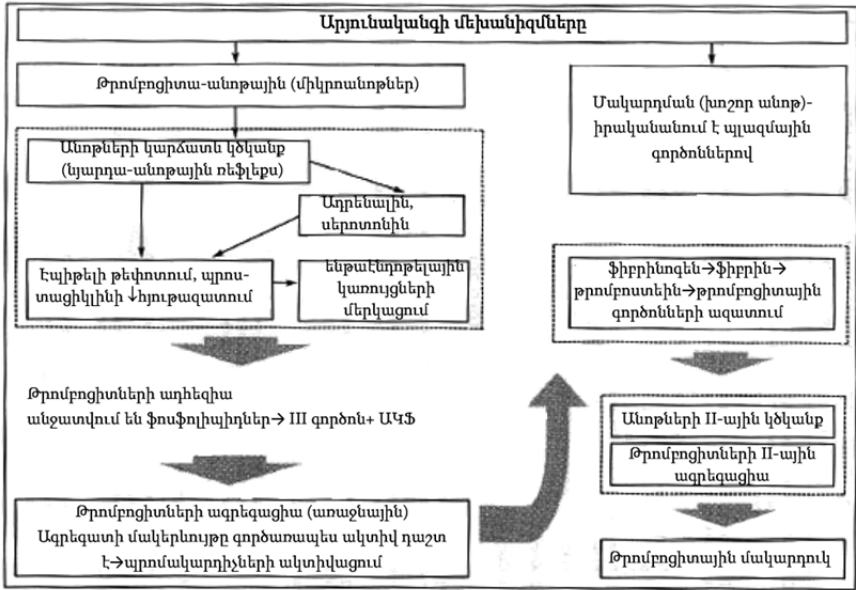 Արյունականգի մեխանիզմները
Թրոմբոցիտա-անոթային (միկրոանոթներ)
Անոթների կարճատև կծկանք
(նյարդա-անոթային ռեֆլեքս)
Ադրենալին,
սերոտոնին
Էպիթելի թեփոտում, պրոս-
տացիկլինի ↓հյութազատում
ենթաէնդոթելային
կառույցների
մերկացում
Թրոմբոցիտների ադհեզիա
անջատվում են ֆոսֆոլիպիդներ→ III գործոն+ ԱԿՖ
Թրոմբոցիտների ագրեգացիա (առաջնային)
Ագրեգատի մակերևույթը գործառապես ակտիվ դաշտ
է→պրոմակարդիչների ակտիվացում
Մակարդման (խոշոր անոթ)-
իրականանում է պլազմային
գործոններով
ֆիբրինոգեն→ֆիբրին→
թրոմբոստեին→թրոմբոցիտային
գործոնների ազատում
Անոթների II-ային կծկանք
Թրոմբոցիտների II-ային
ագրեգացիա
Թրոմբոցիտային մակարդուկ